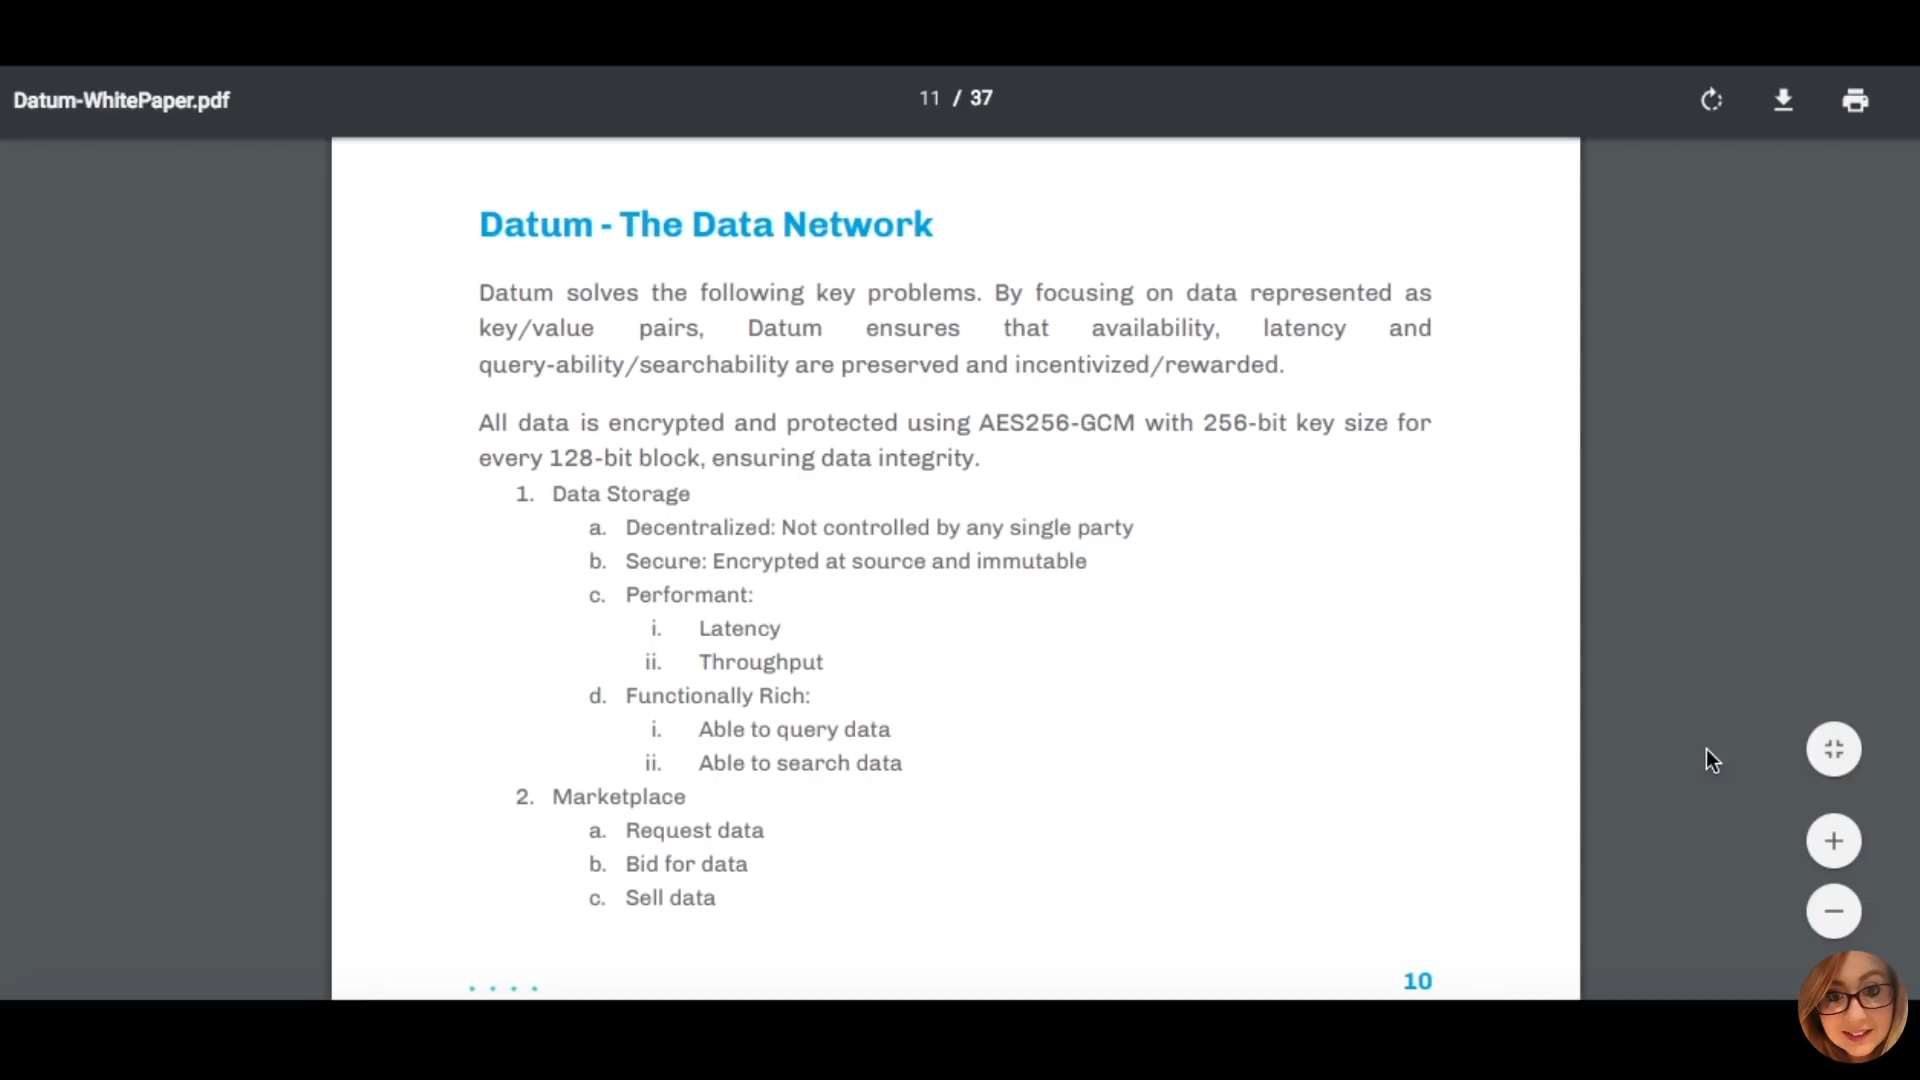 Datum-WhitePaper.pdf
11 / 37
Datum - The Data Network
Datum solves the following key problems. By focusing on data represented as
key/value pairs, Datum ensures that availability, latency and
query-ability/searchability are preserved and incentivized/rewarded.
All data is encrypted and protected using AES256-GCM with 256-bit key size for
every 128-bit block, ensuring data integrity.
1. Data Storage
a. Decentralized: Not controlled by any single party
b. Secure: Encrypted at source and immutable
c. Performant:
i. Latency
ii. Throughput
d. Functionally Rich:
i. Able to query data
ii. Able to search data
2. Marketplace
a. Request data
b. Bid for data
c. Sell data
10